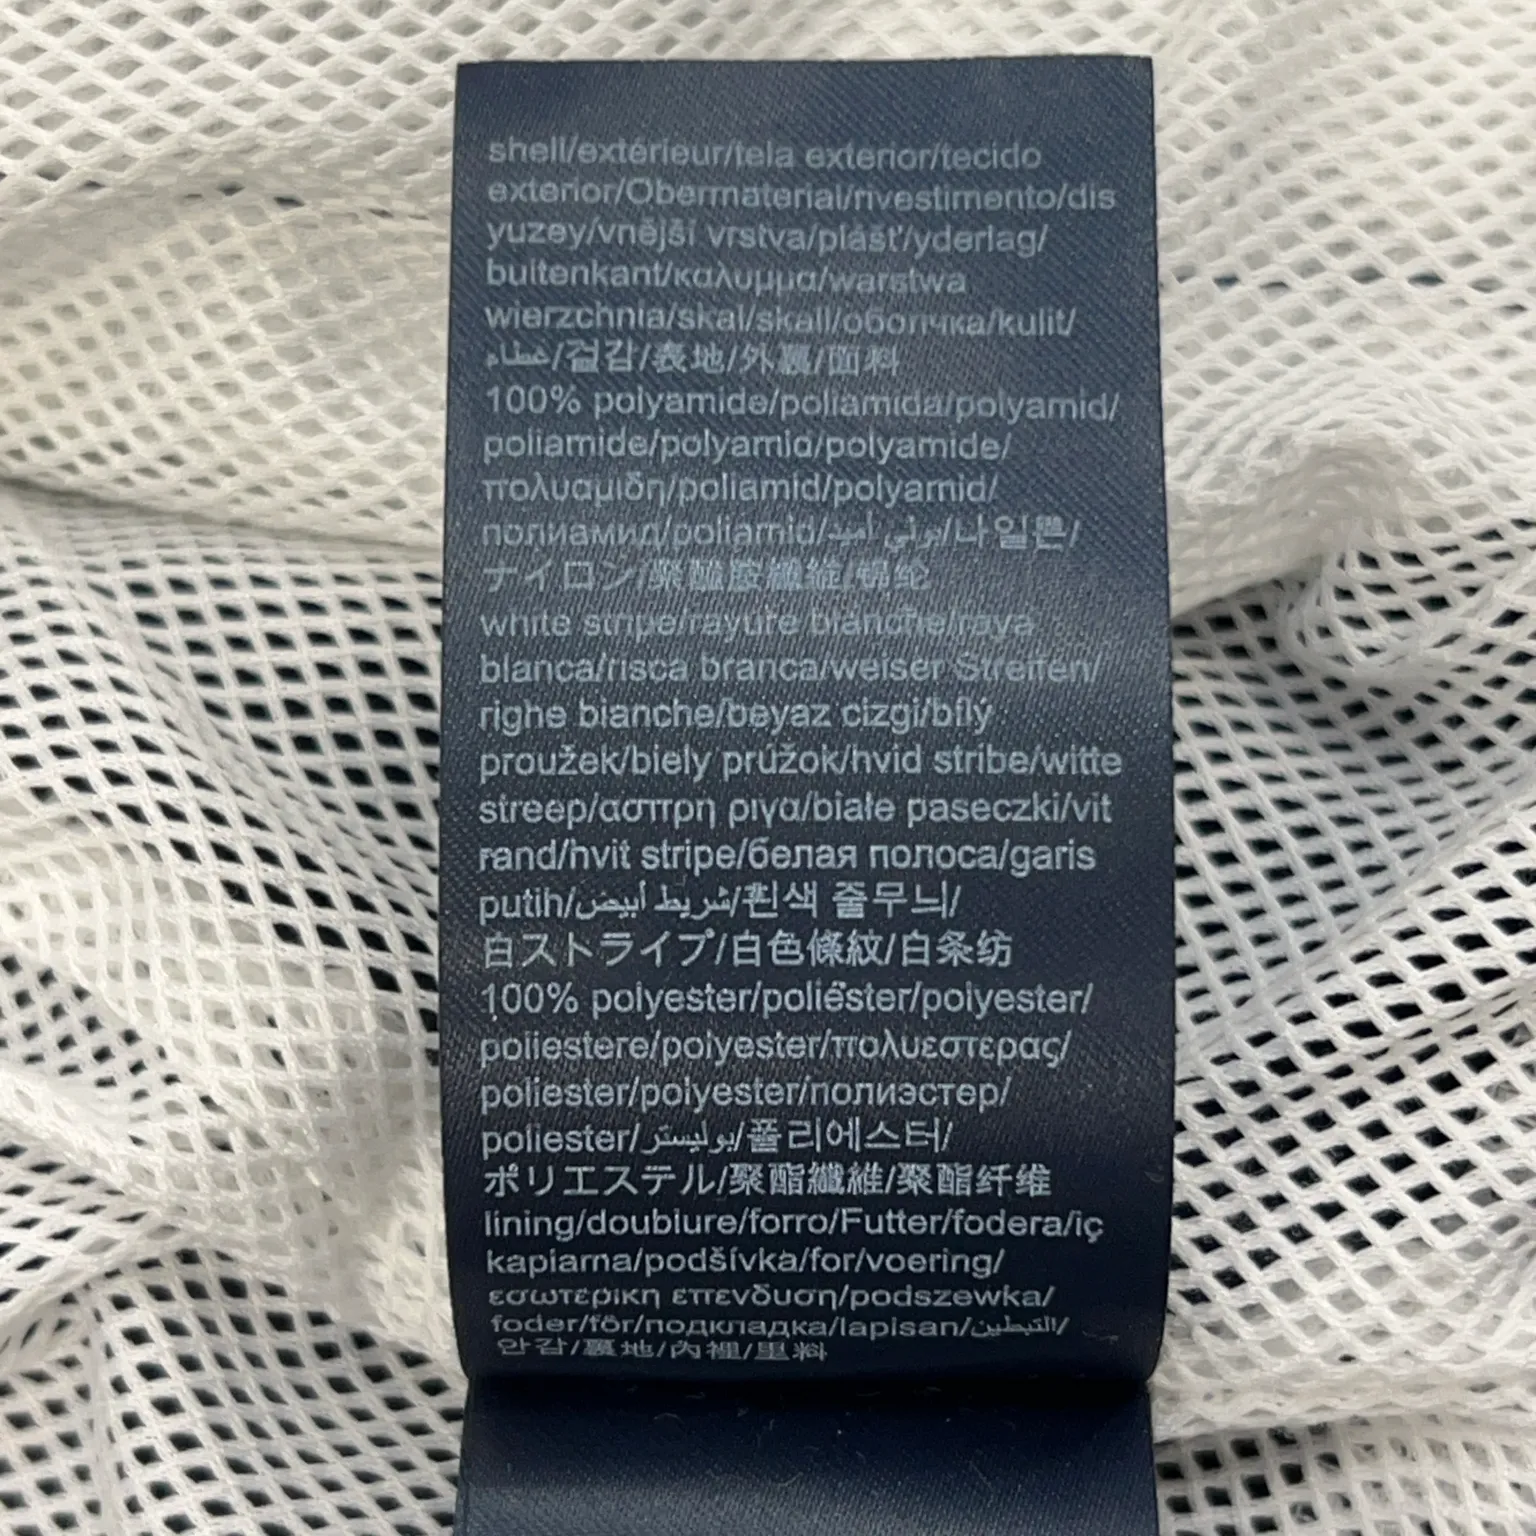 shell/extérieur/tela exterior/tecido
exterior/Obermaterial/rivestimento/dis
yuzey/vnější vrstva/plášť/yderlag/
buitenkant/καλυμμα/warstwa
wierzchnia/skal/skall/оболчка/kulit/
غطاء/겉감/表地/外裏/面料
100% polyamide/poliamida/polyamid/
poliamide/polyamid/polyamide/
πολυαμιδη/poliamid/polyamid/
полиамид/poliamid/بولي أميد/나일론/
ナイロン/聚醯胺纖維/锦纶
white stripe/rayure blanche/raya
blanca/risca branca/weiser Streifen/
righe bianche/beyaz cizgi/bílý
proužek/biely prúžok/hvid stribe/witte
streep/ασπρη ριγα/białe paseczki/vit
rand/hvit stripe/белая полоса/garis
putih/شريط أبيض/흰색 줄무늬/
白ストライプ/白色條紋/白条纺
100% polyester/poliéster/polyester/
poliestere/polyester/πολυεστερας/
poliester/polyester/полиэстер/
poliester/بوليستر/폴리에스터/
ポリエステル/聚酯纖維/聚酯纤维
lining/doublure/forro/Futter/fodera/iç
kaplama/podšívka/for/voering/
εσωτερικη επενδυση/podszewka/
foder/fôr/подкладка/lapisan/التبطين/
안감/裏地/內裡/里料